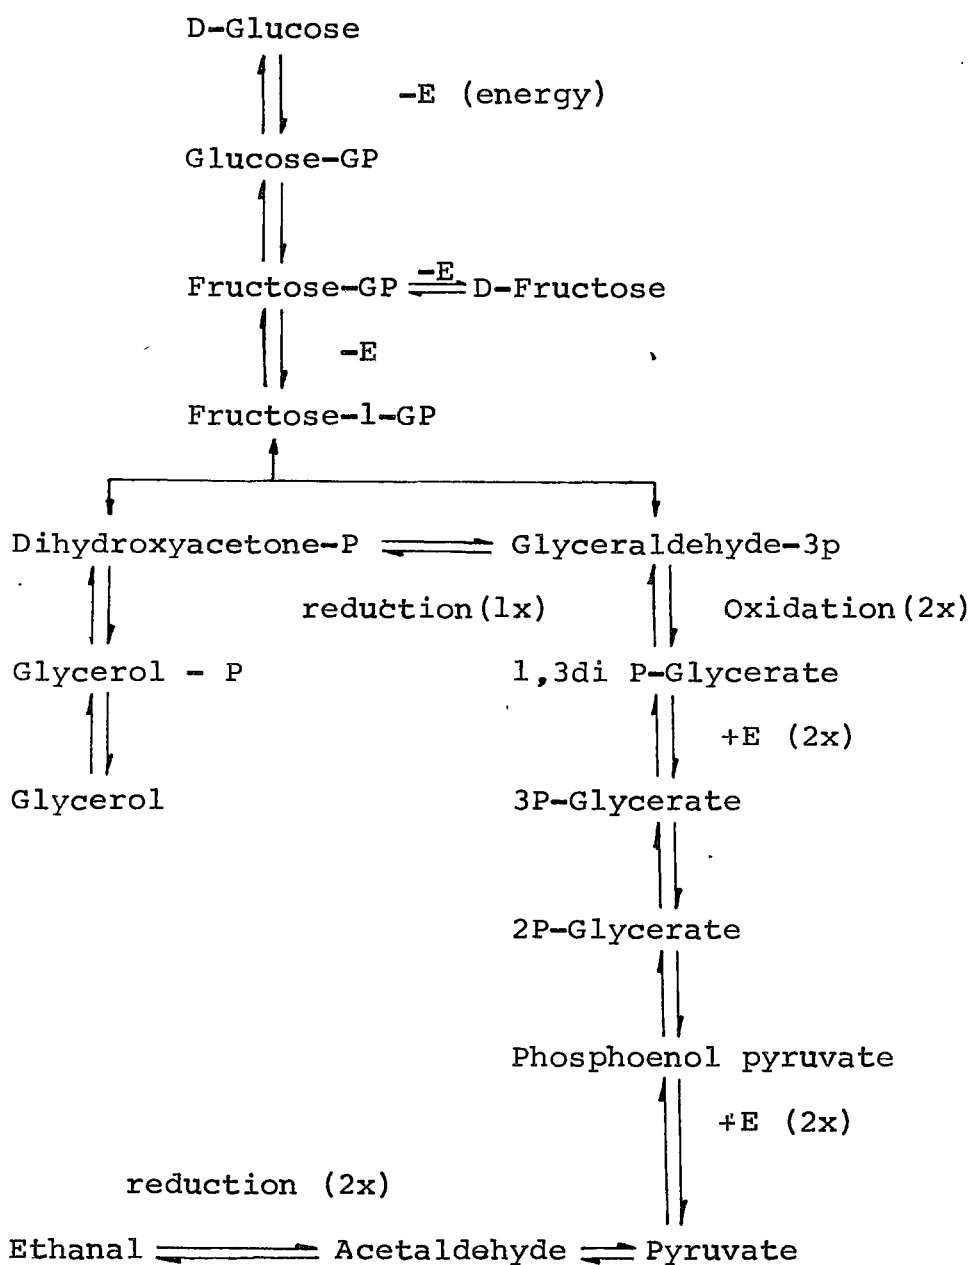 D-Glucose
-E (energy)
Glucose-GP
Fructose-GP -E D-Fructose
-E
Fructose-1-GP
Dihydroxyacetone-P Glyceraldehyde-3p
reduction(1x) Oxidation(2x)
Glycerol - P 1,3di P-Glycerate
+E (2x)
Glycerol 3P-Glycerate
2P-Glycerate
Phosphoenol pyruvate
+E (2x)
reduction (2x)
Ethanal Acetaldehyde Pyruvate